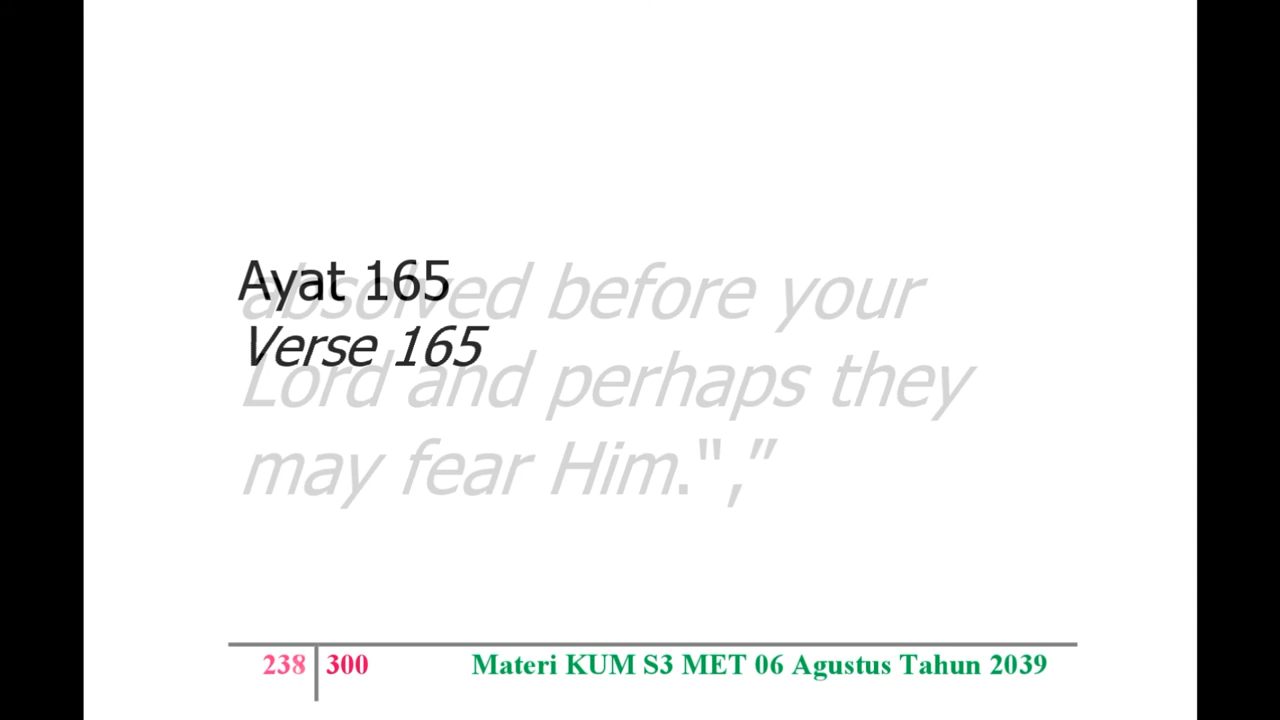 Ayat 165
Verse 165
absolved before your
Lord and perhaps they
may fear Him.“,”
238 300 Materi KUM S3 MET 06 Agustus Tahun 2039